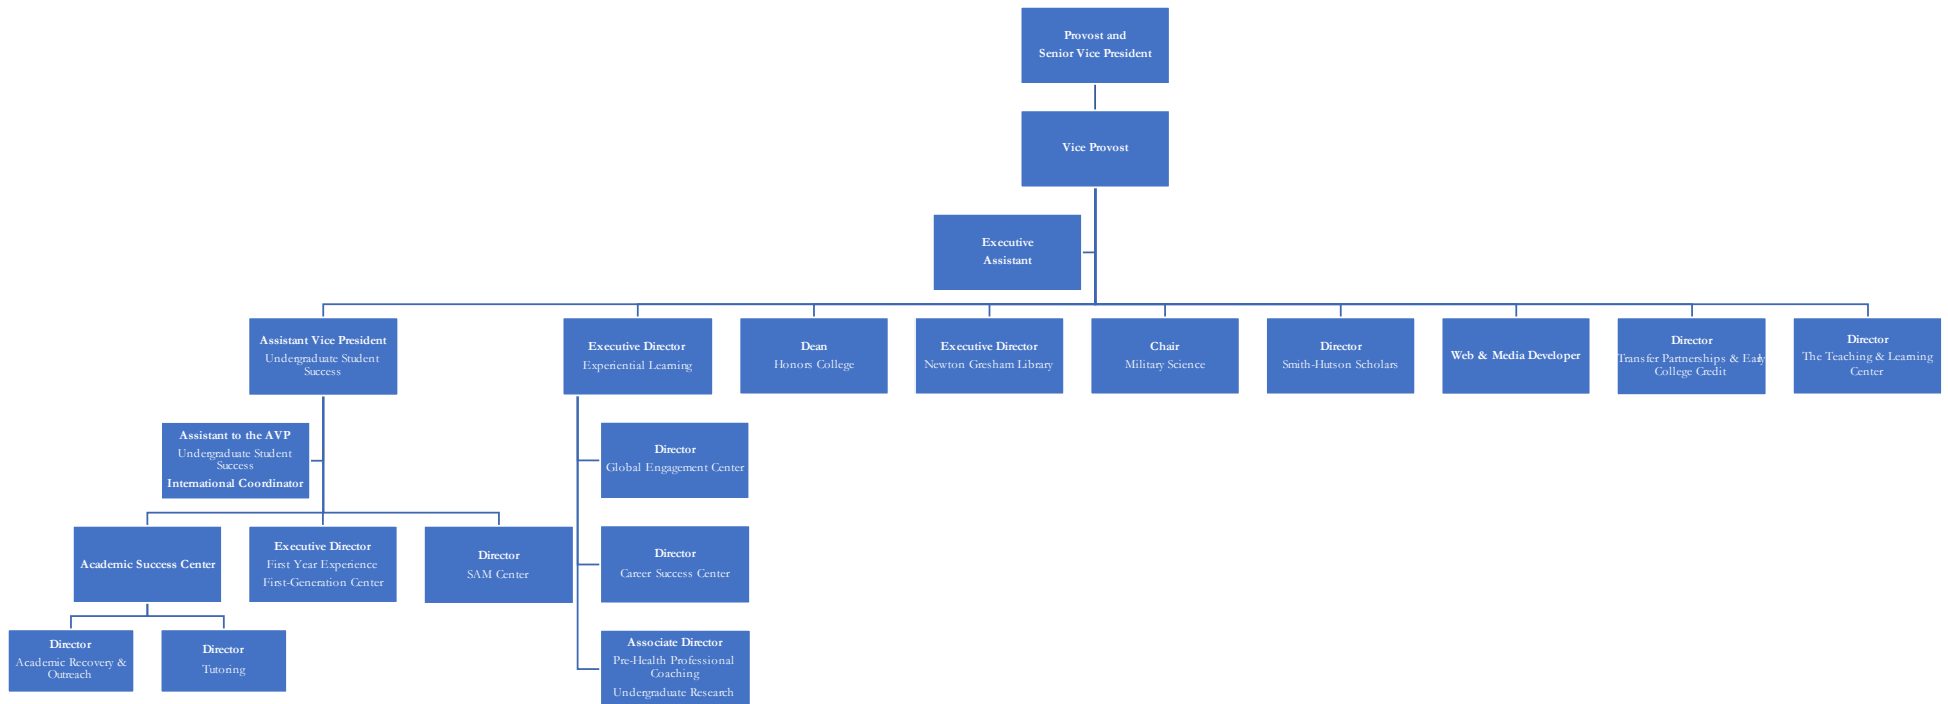 Provost and
Senior Vice President
Vice Provost
Executive
Assistant
Assistant Vice President
Undergraduate Student
Success
Executive Director
Experiential Learning
Dean
Honors College
Executive Director
Newton Gresham Library
Chair
Military Science
Director
Smith-Hutson Scholars
Web & Media Developer
Director
Transfer Partnerships & Early
College Credit
Director
The Teaching & Learning
Center
Assistant to the AVP
Undergraduate Student
Success
International Coordinator
Director
Global Engagement Center
Academic Success Center
Executive Director
First Year Experience
First-Generation Center
Director
SAM Center
Director
Career Success Center
Director
Academic Recovery &
Outreach
Director
Tutoring
Associate Director
Pre-Health Professional
Coaching
Undergraduate Research